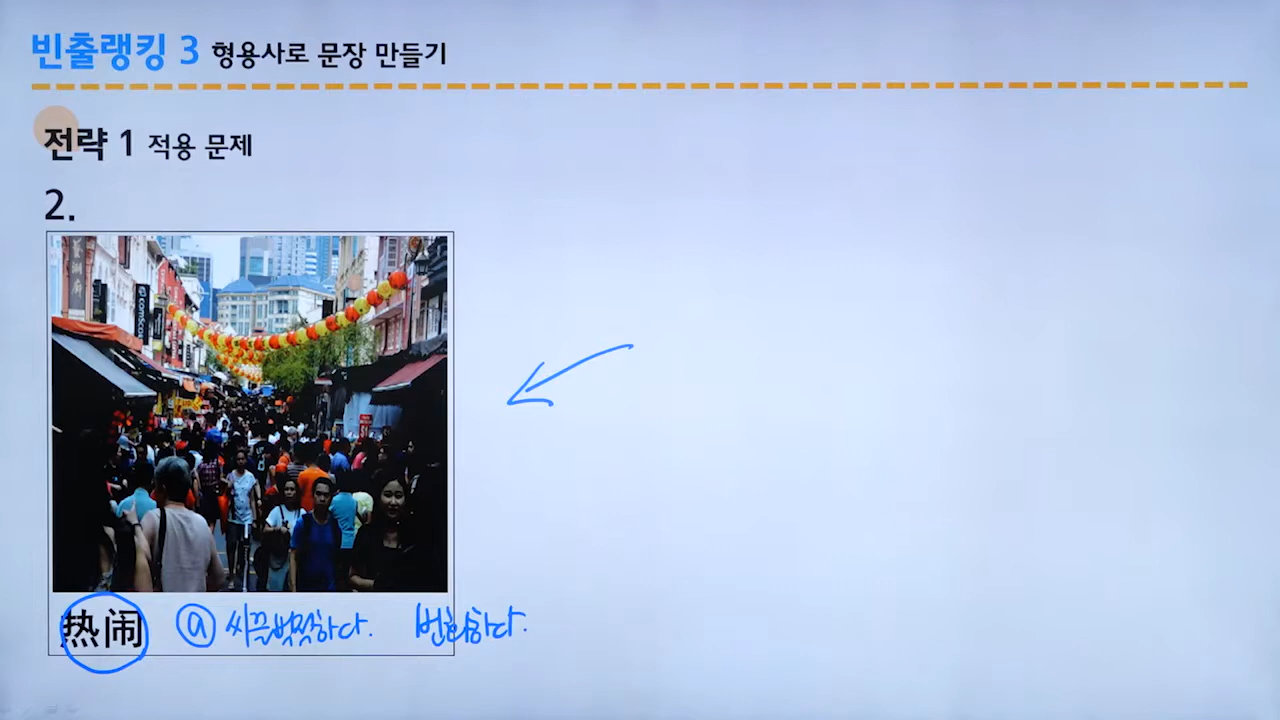 빈출랭킹 3 형용사로 문장 만들기
전략 1 적용 문제
2.
comscore
热闹 ⓐ 시끌벅적하다. 번화하다.